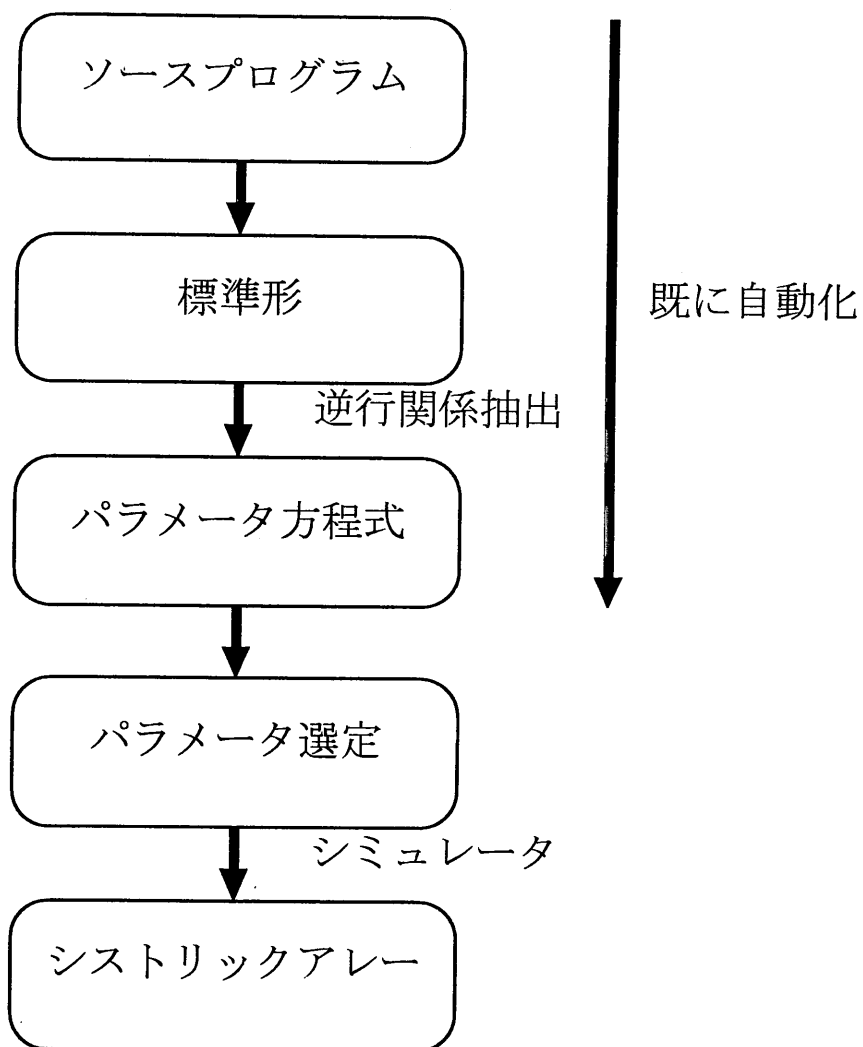 ソースプログラム
標準形
既に自動化
逆行関係抽出
パラメータ方程式
パラメータ選定
シミュレータ
シストリックアレー